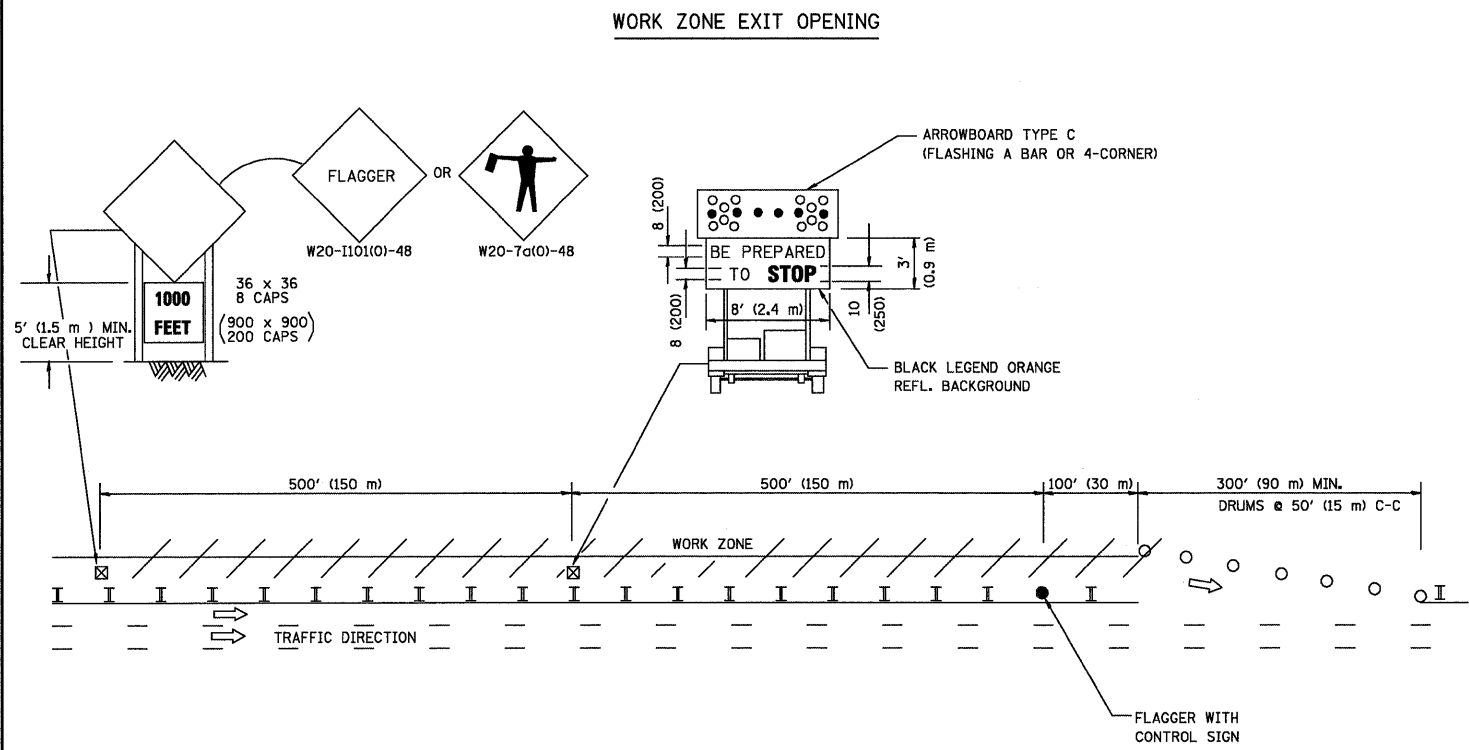 WORK ZONE EXIT OPENING
ARROWBOARD TYPE C
(FLASHING A BAR OR 4-CORNER)
FLAGGER
OR
W20-I101(O)-48
W20-7a(O)-48
8 (200)
BE PREPARED
TO STOP
3'
(0.9 m)
8 (200)
8' (2.4 m)
10
(250)
1000
FEET
36 x 36
8 CAPS
(900 x 900)
200 CAPS
5' (1.5 m ) MIN.
CLEAR HEIGHT
BLACK LEGEND ORANGE
REFL. BACKGROUND
500' (150 m)
500' (150 m)
100' (30 m)
300' (90 m) MIN.
DRUMS @ 50' (15 m) C-C
WORK ZONE
TRAFFIC DIRECTION
FLAGGER WITH
CONTROL SIGN